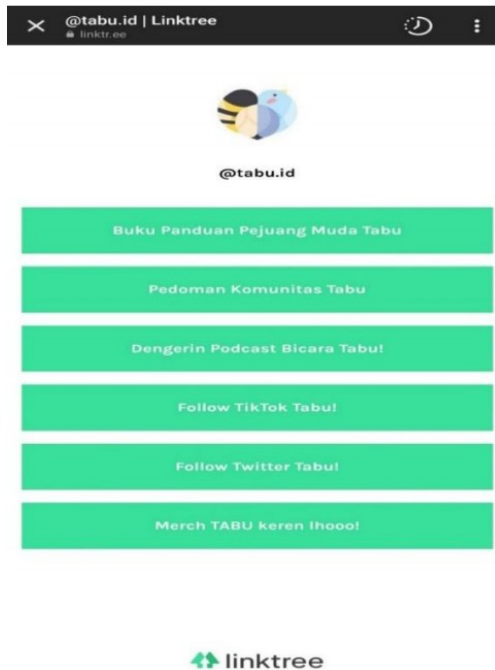 @tabu.id | Linktree
linktr.ee
@tabu.id
Buku Panduan Pejuang Muda Tabu
Pedoman Komunitas Tabu
Dengerin Podcast Bicara Tabu!
Follow TikTok Tabu!
Follow Twitter Tabu!
Merch TABU keren lhooo!
linktree